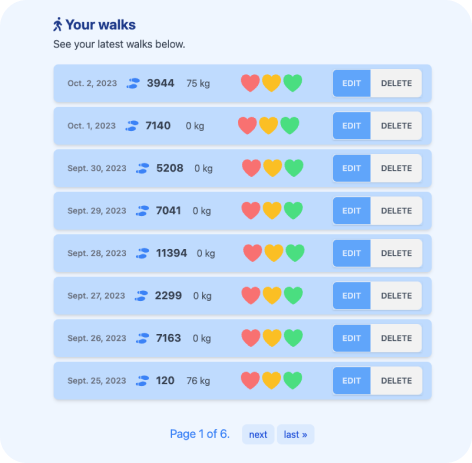 Your walks
See your latest walks below.
Oct. 2, 2023 3944 75 kg EDIT DELETE
Oct. 1, 2023 7140 0 kg EDIT DELETE
Sept. 30, 2023 5208 0 kg EDIT DELETE
Sept. 29, 2023 7041 0 kg EDIT DELETE
Sept. 28, 2023 11394 0 kg EDIT DELETE
Sept. 27, 2023 2299 0 kg EDIT DELETE
Sept. 26, 2023 7163 0 kg EDIT DELETE
Sept. 25, 2023 120 76 kg EDIT DELETE
Page 1 of 6. next last »